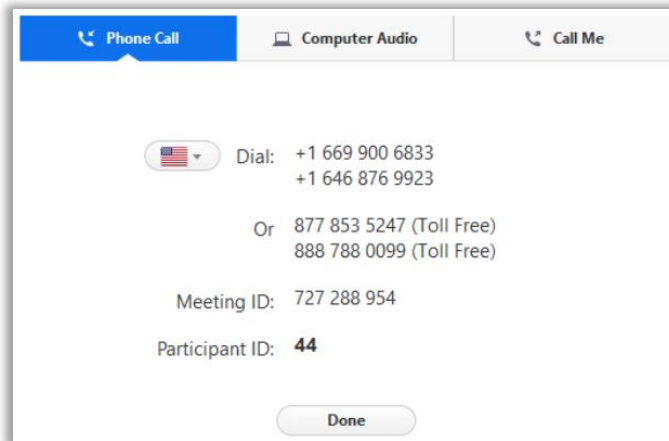 Phone Call Computer Audio Call Me
Dial: +1 669 900 6833
+1 646 876 9923
Or 877 853 5247 (Toll Free)
888 788 0099 (Toll Free)
Meeting ID: 727 288 954
Participant ID: 44
Done